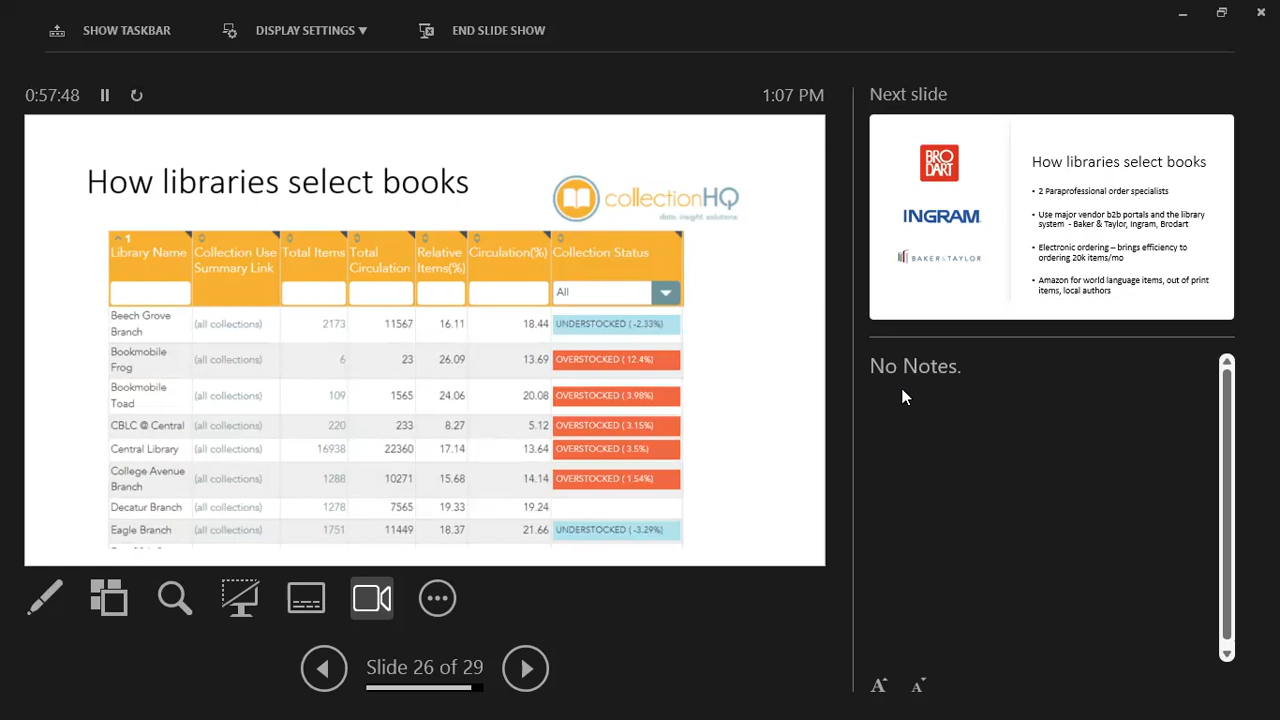 SHOW TASKBAR DISPLAY SETTINGS ▼ END SLIDE SHOW
0:57:48 1:07 PM
How libraries select books
collectionHQ
data. insight. solutions.
1
Library Name Collection Use Summary Link Total Items Total Circulation Relative Items(%) Circulation(%) Collection Status
All
Beech Grove Branch (all collections) 2173 11567 16.11 18.44 UNDERSTOCKED ( -2.33%)
Bookmobile Frog (all collections) 6 23 26.09 13.69 OVERSTOCKED ( 12.4%)
Bookmobile Toad (all collections) 109 1565 24.06 20.08 OVERSTOCKED ( 3.98%)
CBLC @ Central (all collections) 220 233 8.27 5.12 OVERSTOCKED ( 3.15%)
Central Library (all collections) 16938 22360 17.14 13.64 OVERSTOCKED ( 3.5%)
College Avenue Branch (all collections) 1288 10271 15.68 14.14 OVERSTOCKED ( 1.54%)
Decatur Branch (all collections) 1278 7565 19.33 19.24
Eagle Branch (all collections) 1751 11449 18.37 21.66 UNDERSTOCKED ( -3.29%)
Slide 26 of 29
Next slide
BRO
DART
INGRAM
BAKER & TAYLOR
How libraries select books
• 2 Paraprofessional order specialists
• Use major vendor b2b portals and the library
system - Baker & Taylor, Ingram, Brodart
• Electronic ordering – brings efficiency to
ordering 20k items/mo
• Amazon for world language items, out of print
items, local authors
No Notes.
A A